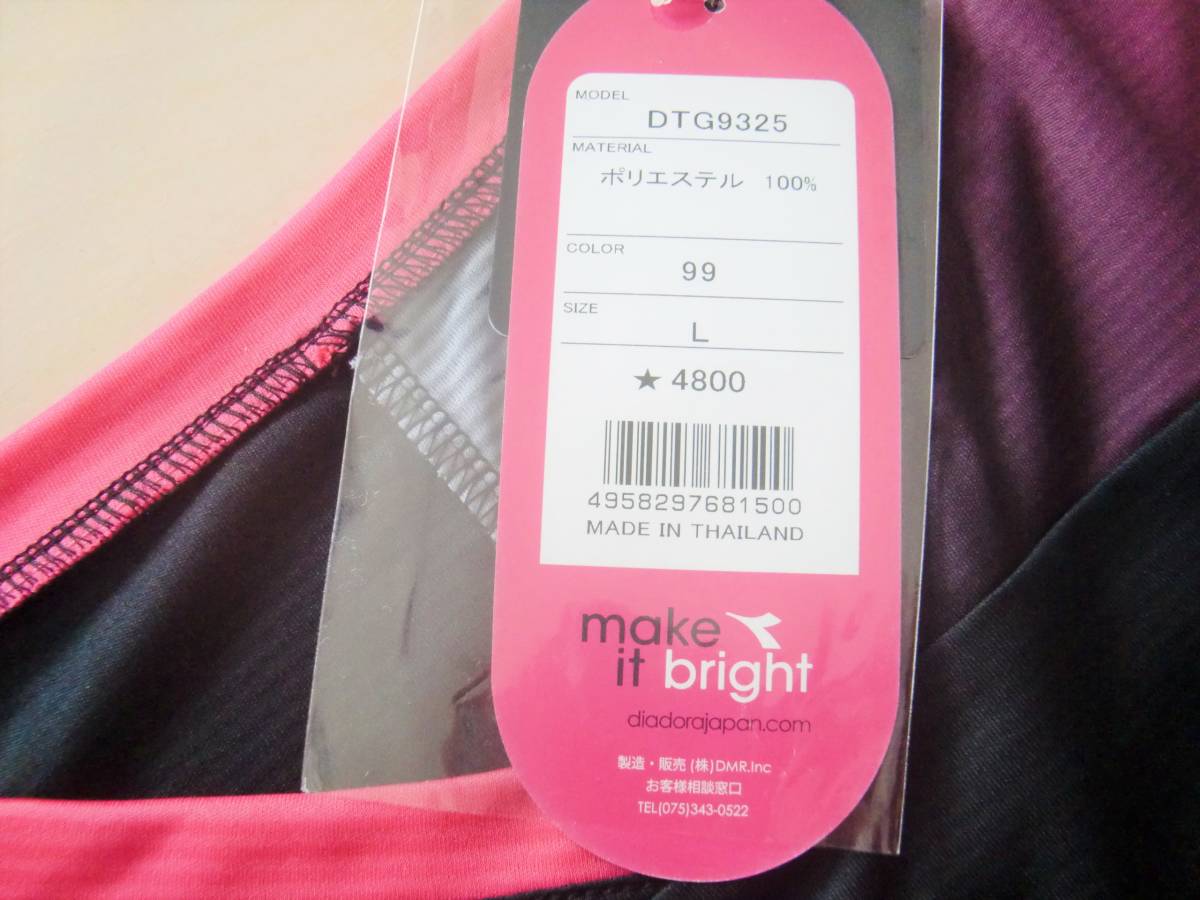 MODEL
DTG9325
MATERIAL
ポリエステル 100%
COLOR
99
SIZE
L
★ 4800
4958297681500
MADE IN THAILAND
make
it bright
diadorajapan.com
製造・販売 (株)DMR.Inc
お客様相談窓口
TEL(075)343-0522